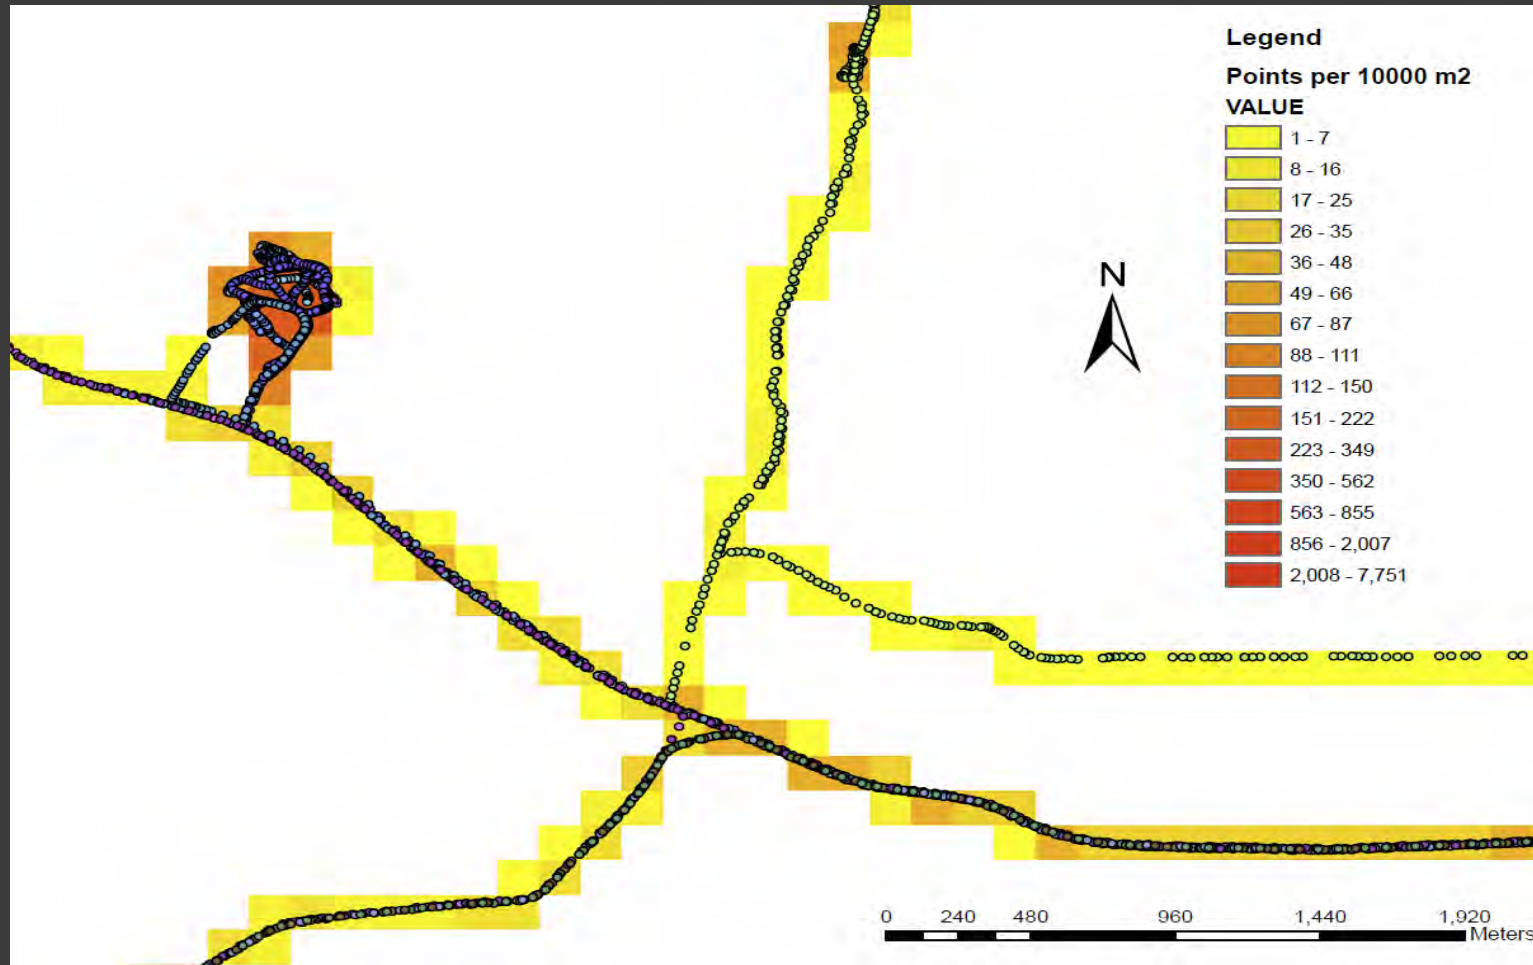 Legend
Points per 10000 m2
VALUE
1 - 7
8 - 16
17 - 25
26 - 35
36 - 48
49 - 66
67 - 87
88 - 111
112 - 150
151 - 222
223 - 349
350 - 562
563 - 855
856 - 2,007
2,008 - 7,751
N
0 240 480 960 1,440 1,920
Meters